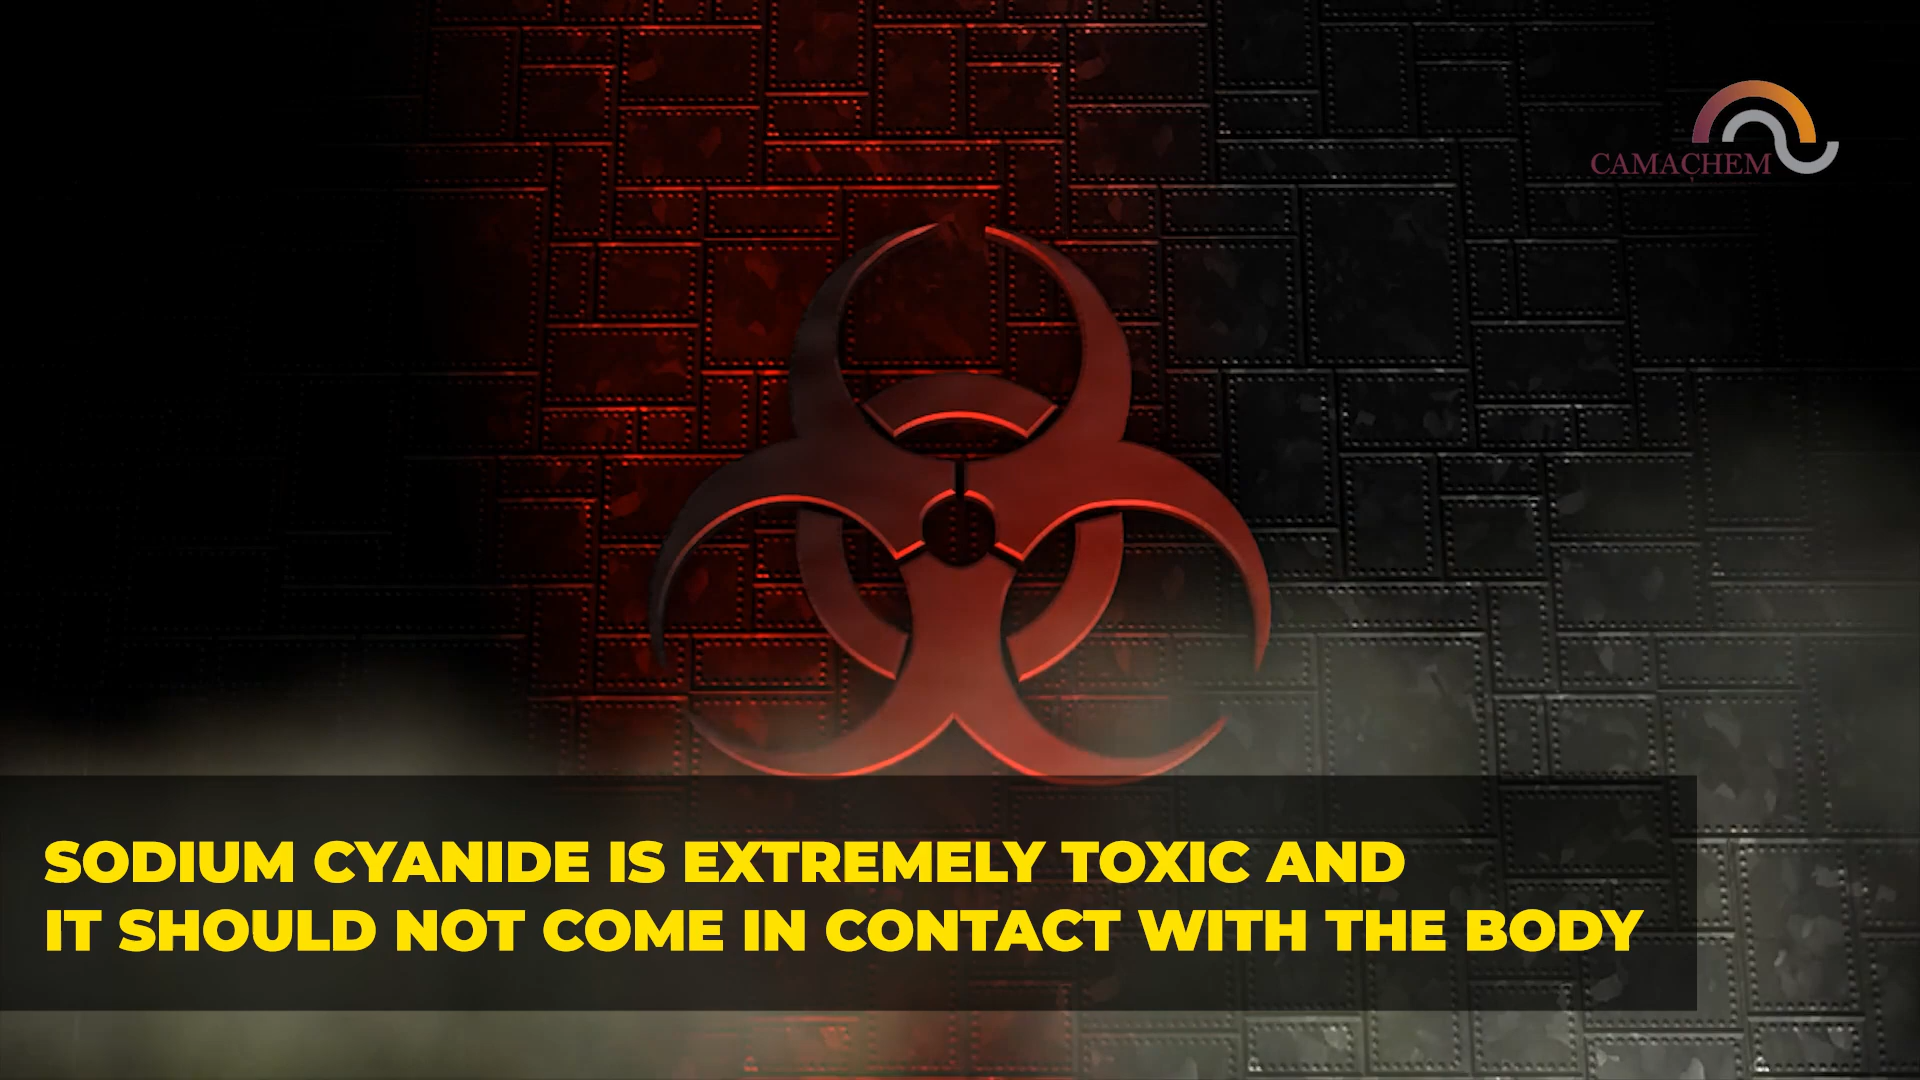 CAMACHEM
SODIUM CYANIDE IS EXTREMELY TOXIC AND
IT SHOULD NOT COME IN CONTACT WITH THE BODY